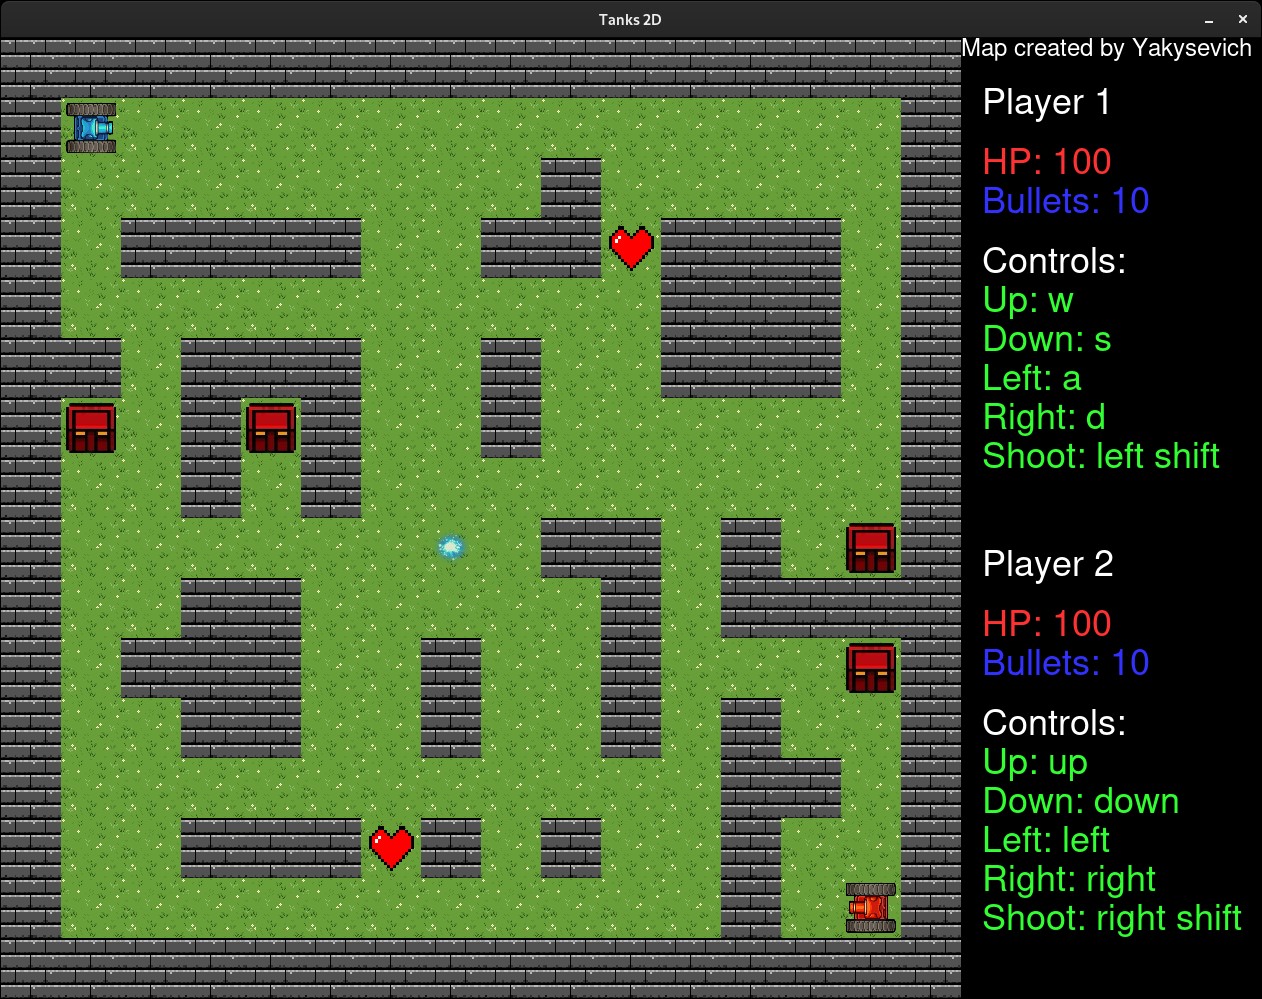 Tanks 2D
Map created by Yakysevich
Player 1
HP: 100
Bullets: 10
Controls:
Up: w
Down: s
Left: a
Right: d
Shoot: left shift
Player 2
HP: 100
Bullets: 10
Controls:
Up: up
Down: down
Left: left
Right: right
Shoot: right shift